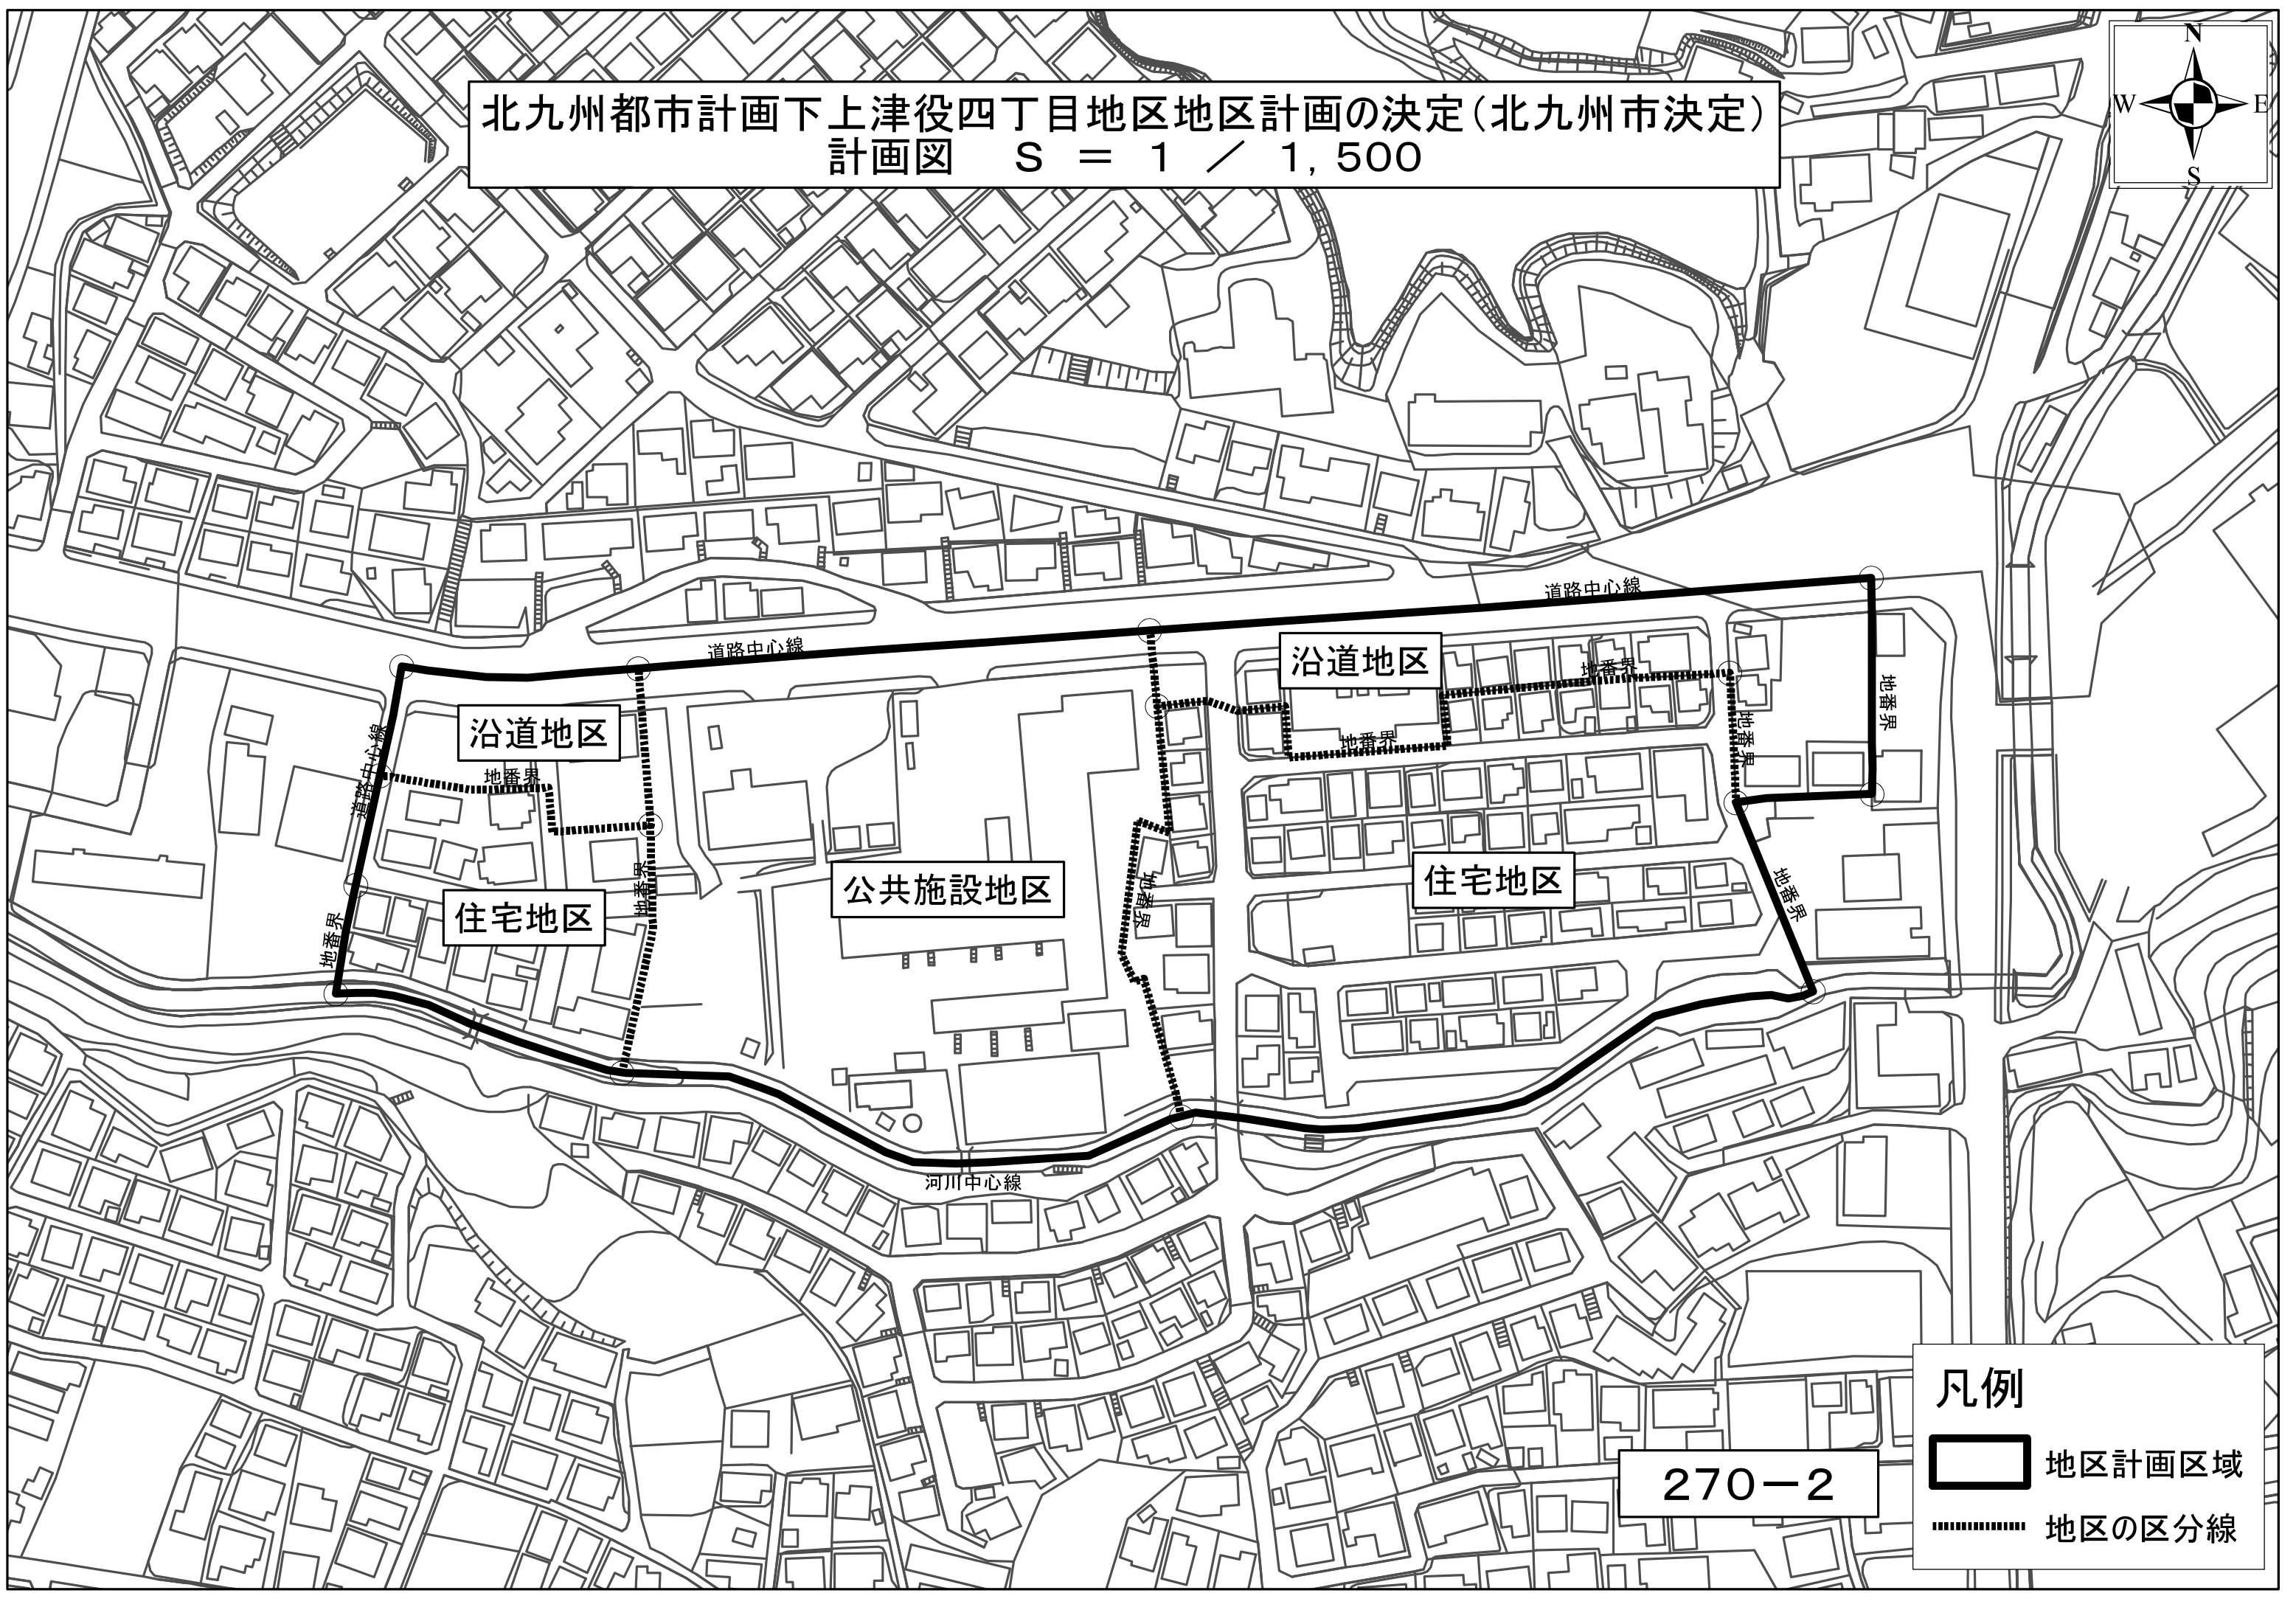 北九州都市計画下上津役四丁目地区地区計画の決定（北九州市決定）
計画図　S ＝ 1 ／ 1,500
N
W E
S
道路中心線
道路中心線
沿道地区
地番界
地番界
沿道地区
道路中心線
地番界
地番界
地番界
地番界
公共施設地区
住宅地区
地番界
地番界
住宅地区
地番界
河川中心線
凡例
地区計画区域
地区の区分線
270－2